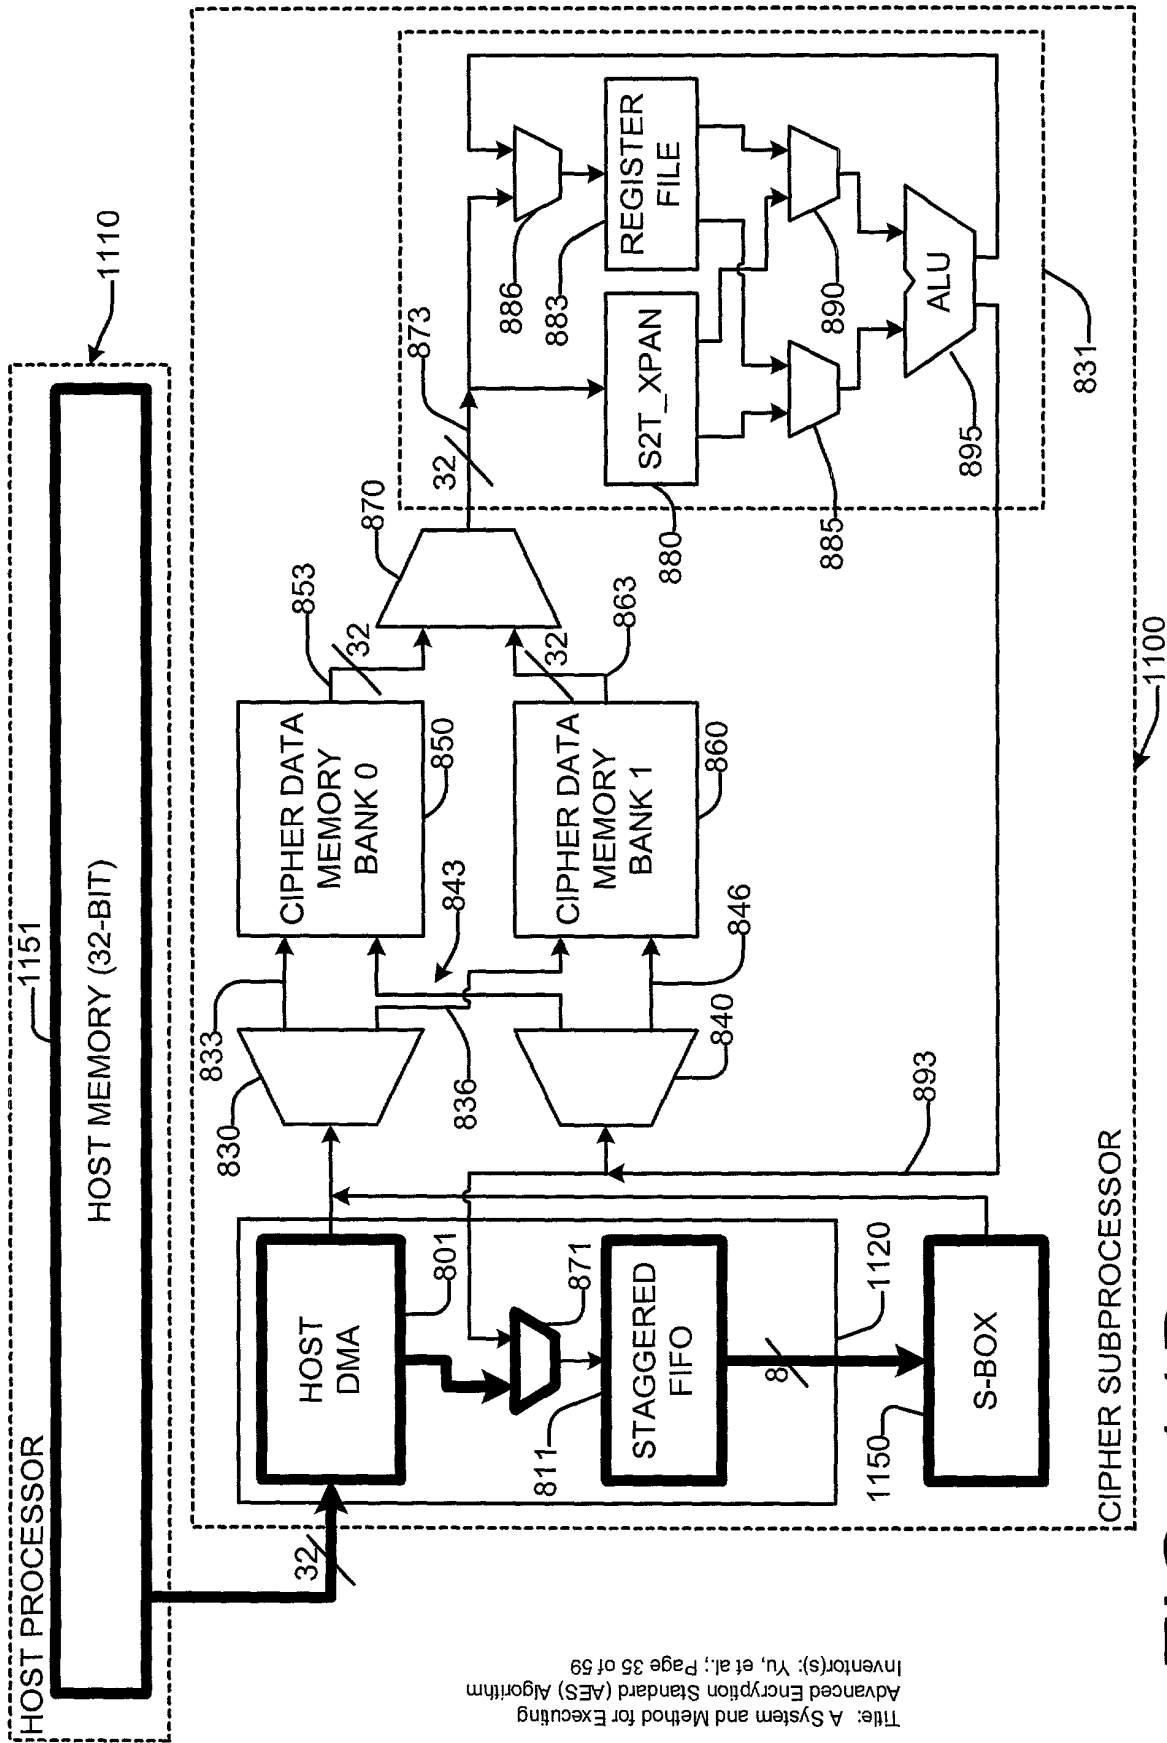 HOST PROCESSOR
1110
1151
HOST MEMORY (32-BIT)
32
HOST
DMA
801
871
811
STAGGERED
FIFO
8
1120
1150
S-BOX
830
833
836
843
840
846
893
CIPHER DATA
MEMORY
BANK 0
850
CIPHER DATA
MEMORY
BANK 1
860
853
32
863
32
870
32
873
886
883
REGISTER
FILE
S2T_XPAN
880
885
890
ALU
895
831
CIPHER SUBPROCESSOR
1100
Title: A System and Method for Executing
Advanced Encryption Standard (AES) Algorithm
Inventor(s): Yu, et al.; Page 35 of 59